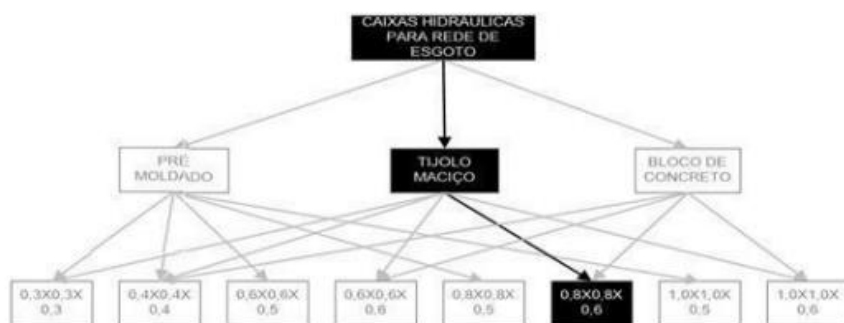 CAIXAS HIDRÁULICAS
PARA REDE DE
ESGOTO
PRÉ
MOLDADO
TIJOLO
MACIÇO
BLOCO DE
CONCRETO
0,3X0,3X
0,3
0,4X0,4X
0,4
0,6X0,6X
0,5
0,6X0,6X
0,6
0,8X0,8X
0,5
0,8X0,8X
0,6
1,0X1,0X
0,5
1,0X1,0X
0,6